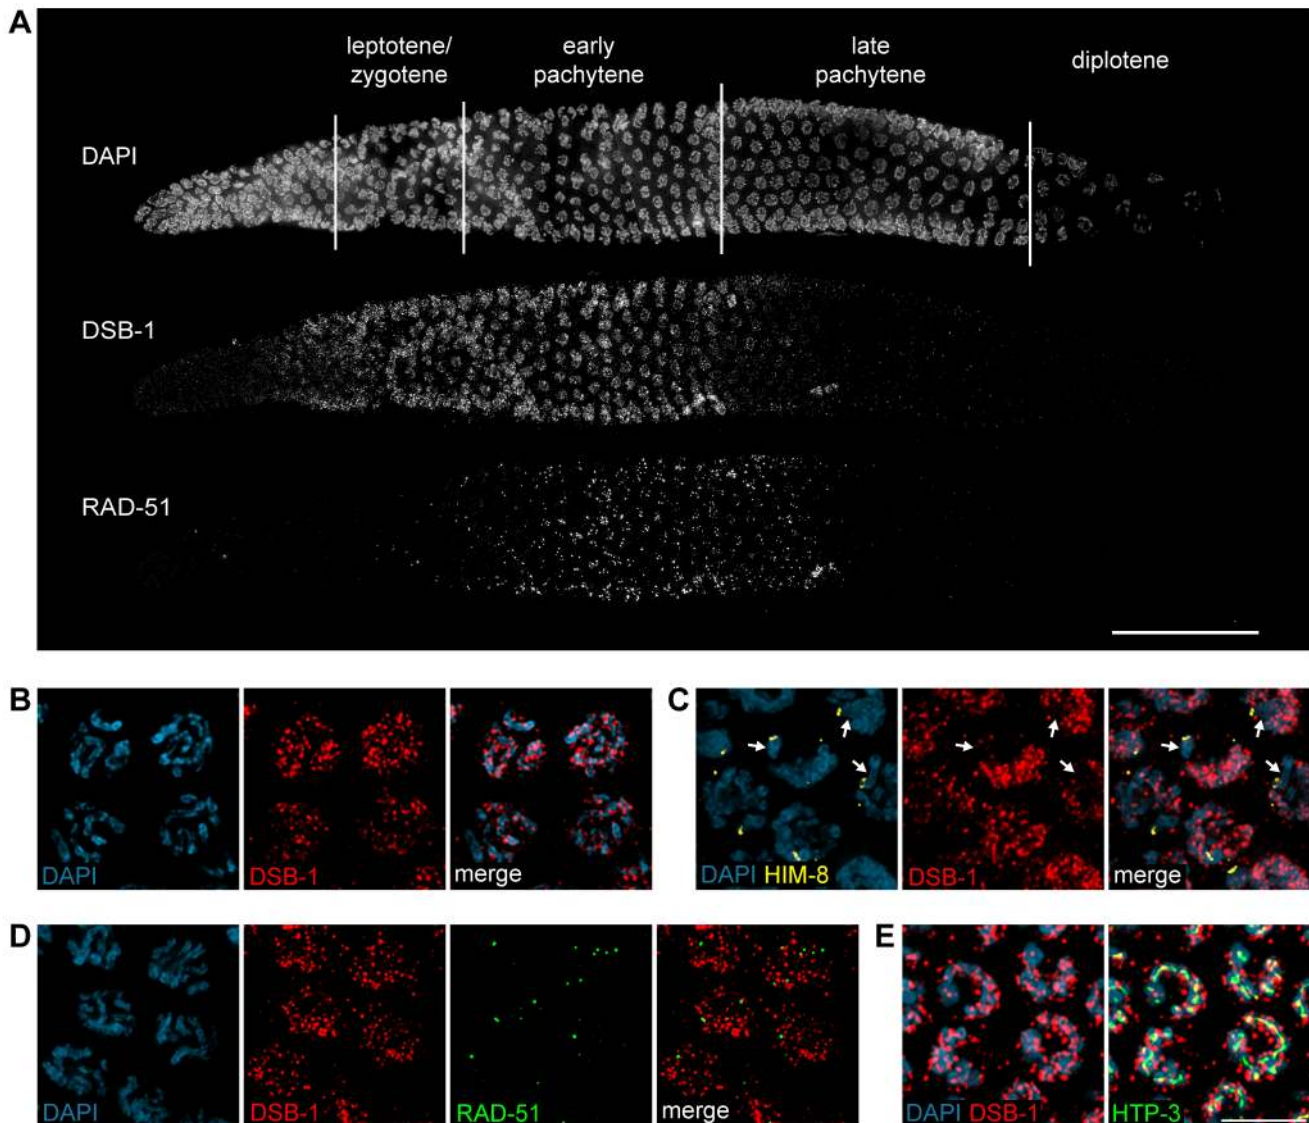 A
leptotene/
zygotene
early
pachytene
late
pachytene
diplotene
DAPI
DSB-1
RAD-51
B
DAPI
DSB-1
merge
C
DAPI HIM-8
DSB-1
merge
D
DAPI
DSB-1
RAD-51
merge
E
DAPI DSB-1
HTP-3